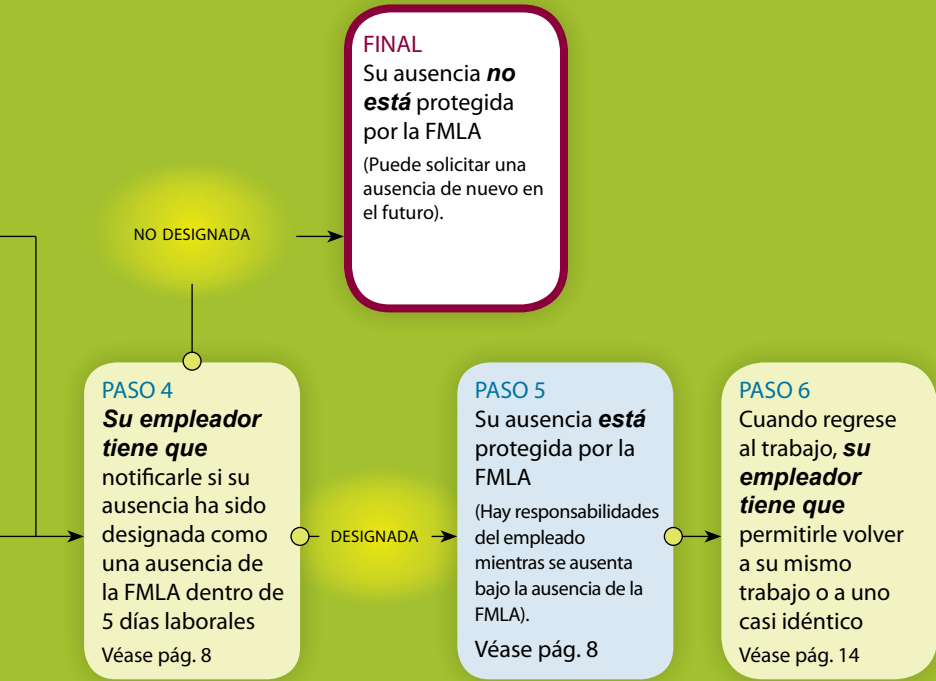 FINAL
Su ausencia no
está protegida
por la FMLA
(Puede solicitar una
ausencia de nuevo en
el futuro).
NO DESIGNADA
PASO 4
Su empleador
tiene que
notificarle si su
ausencia ha sido
designada como
una ausencia de
la FMLA dentro de
5 días laborales
Véase pág. 8
DESIGNADA
PASO 5
Su ausencia está
protegida por la
FMLA
(Hay responsabilidades
del empleado
mientras se ausenta
bajo la ausencia de la
FMLA).
Véase pág. 8
PASO 6
Cuando regrese
al trabajo, su
empleador
tiene que
permitirle volver
a su mismo
trabajo o a uno
casi idéntico
Véase pág. 14